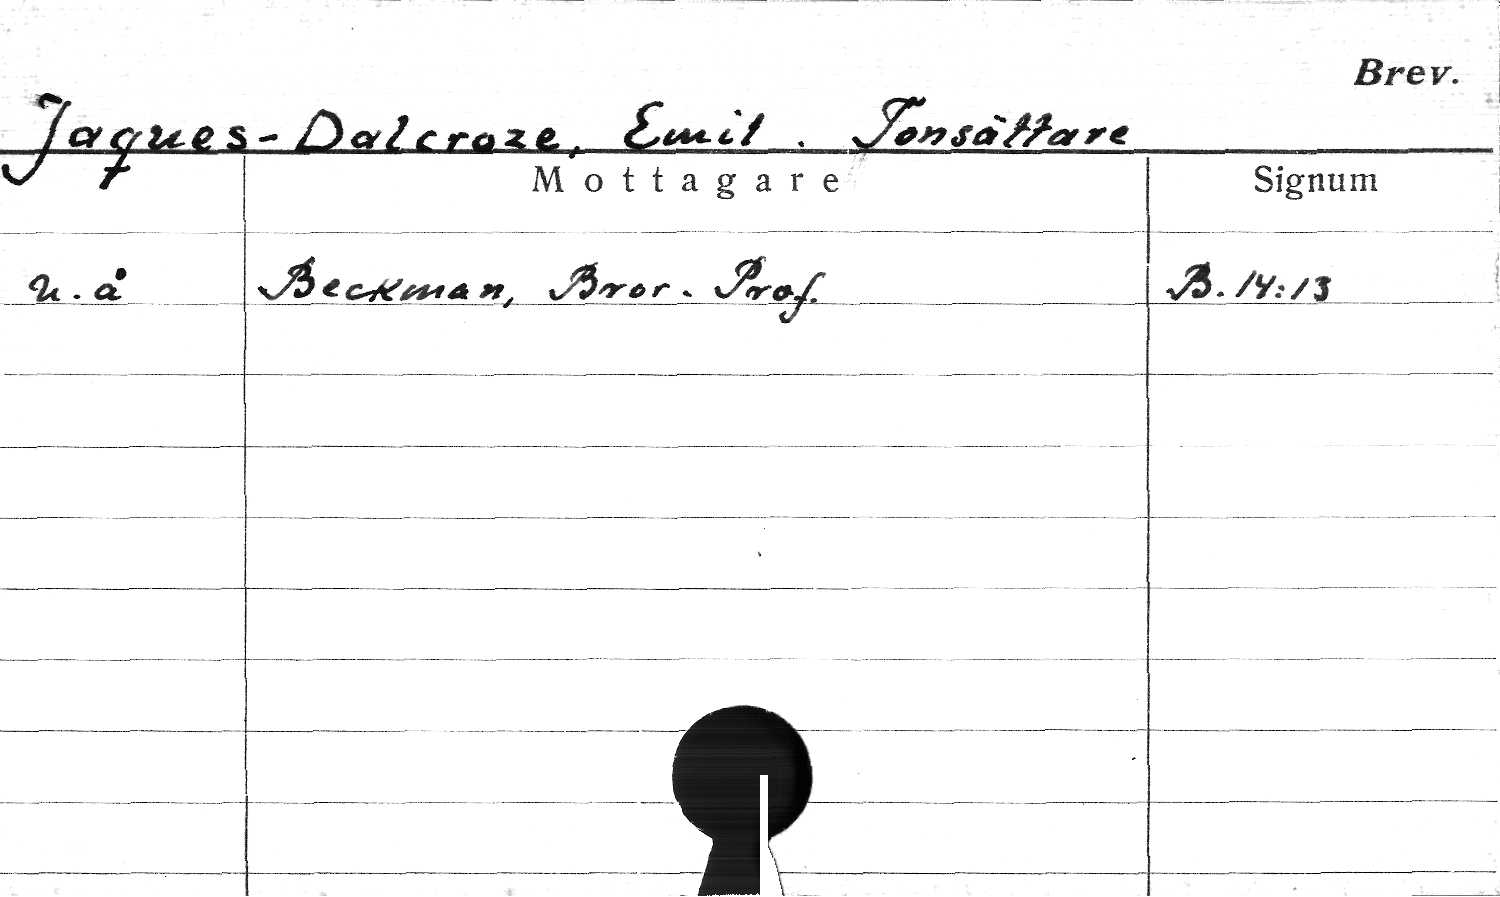 Brev.
Jaques-Dalcroze, Emil. Tonsättare
Mottagare Signum
u.å Beckman, Bror. Prof. B.14:13